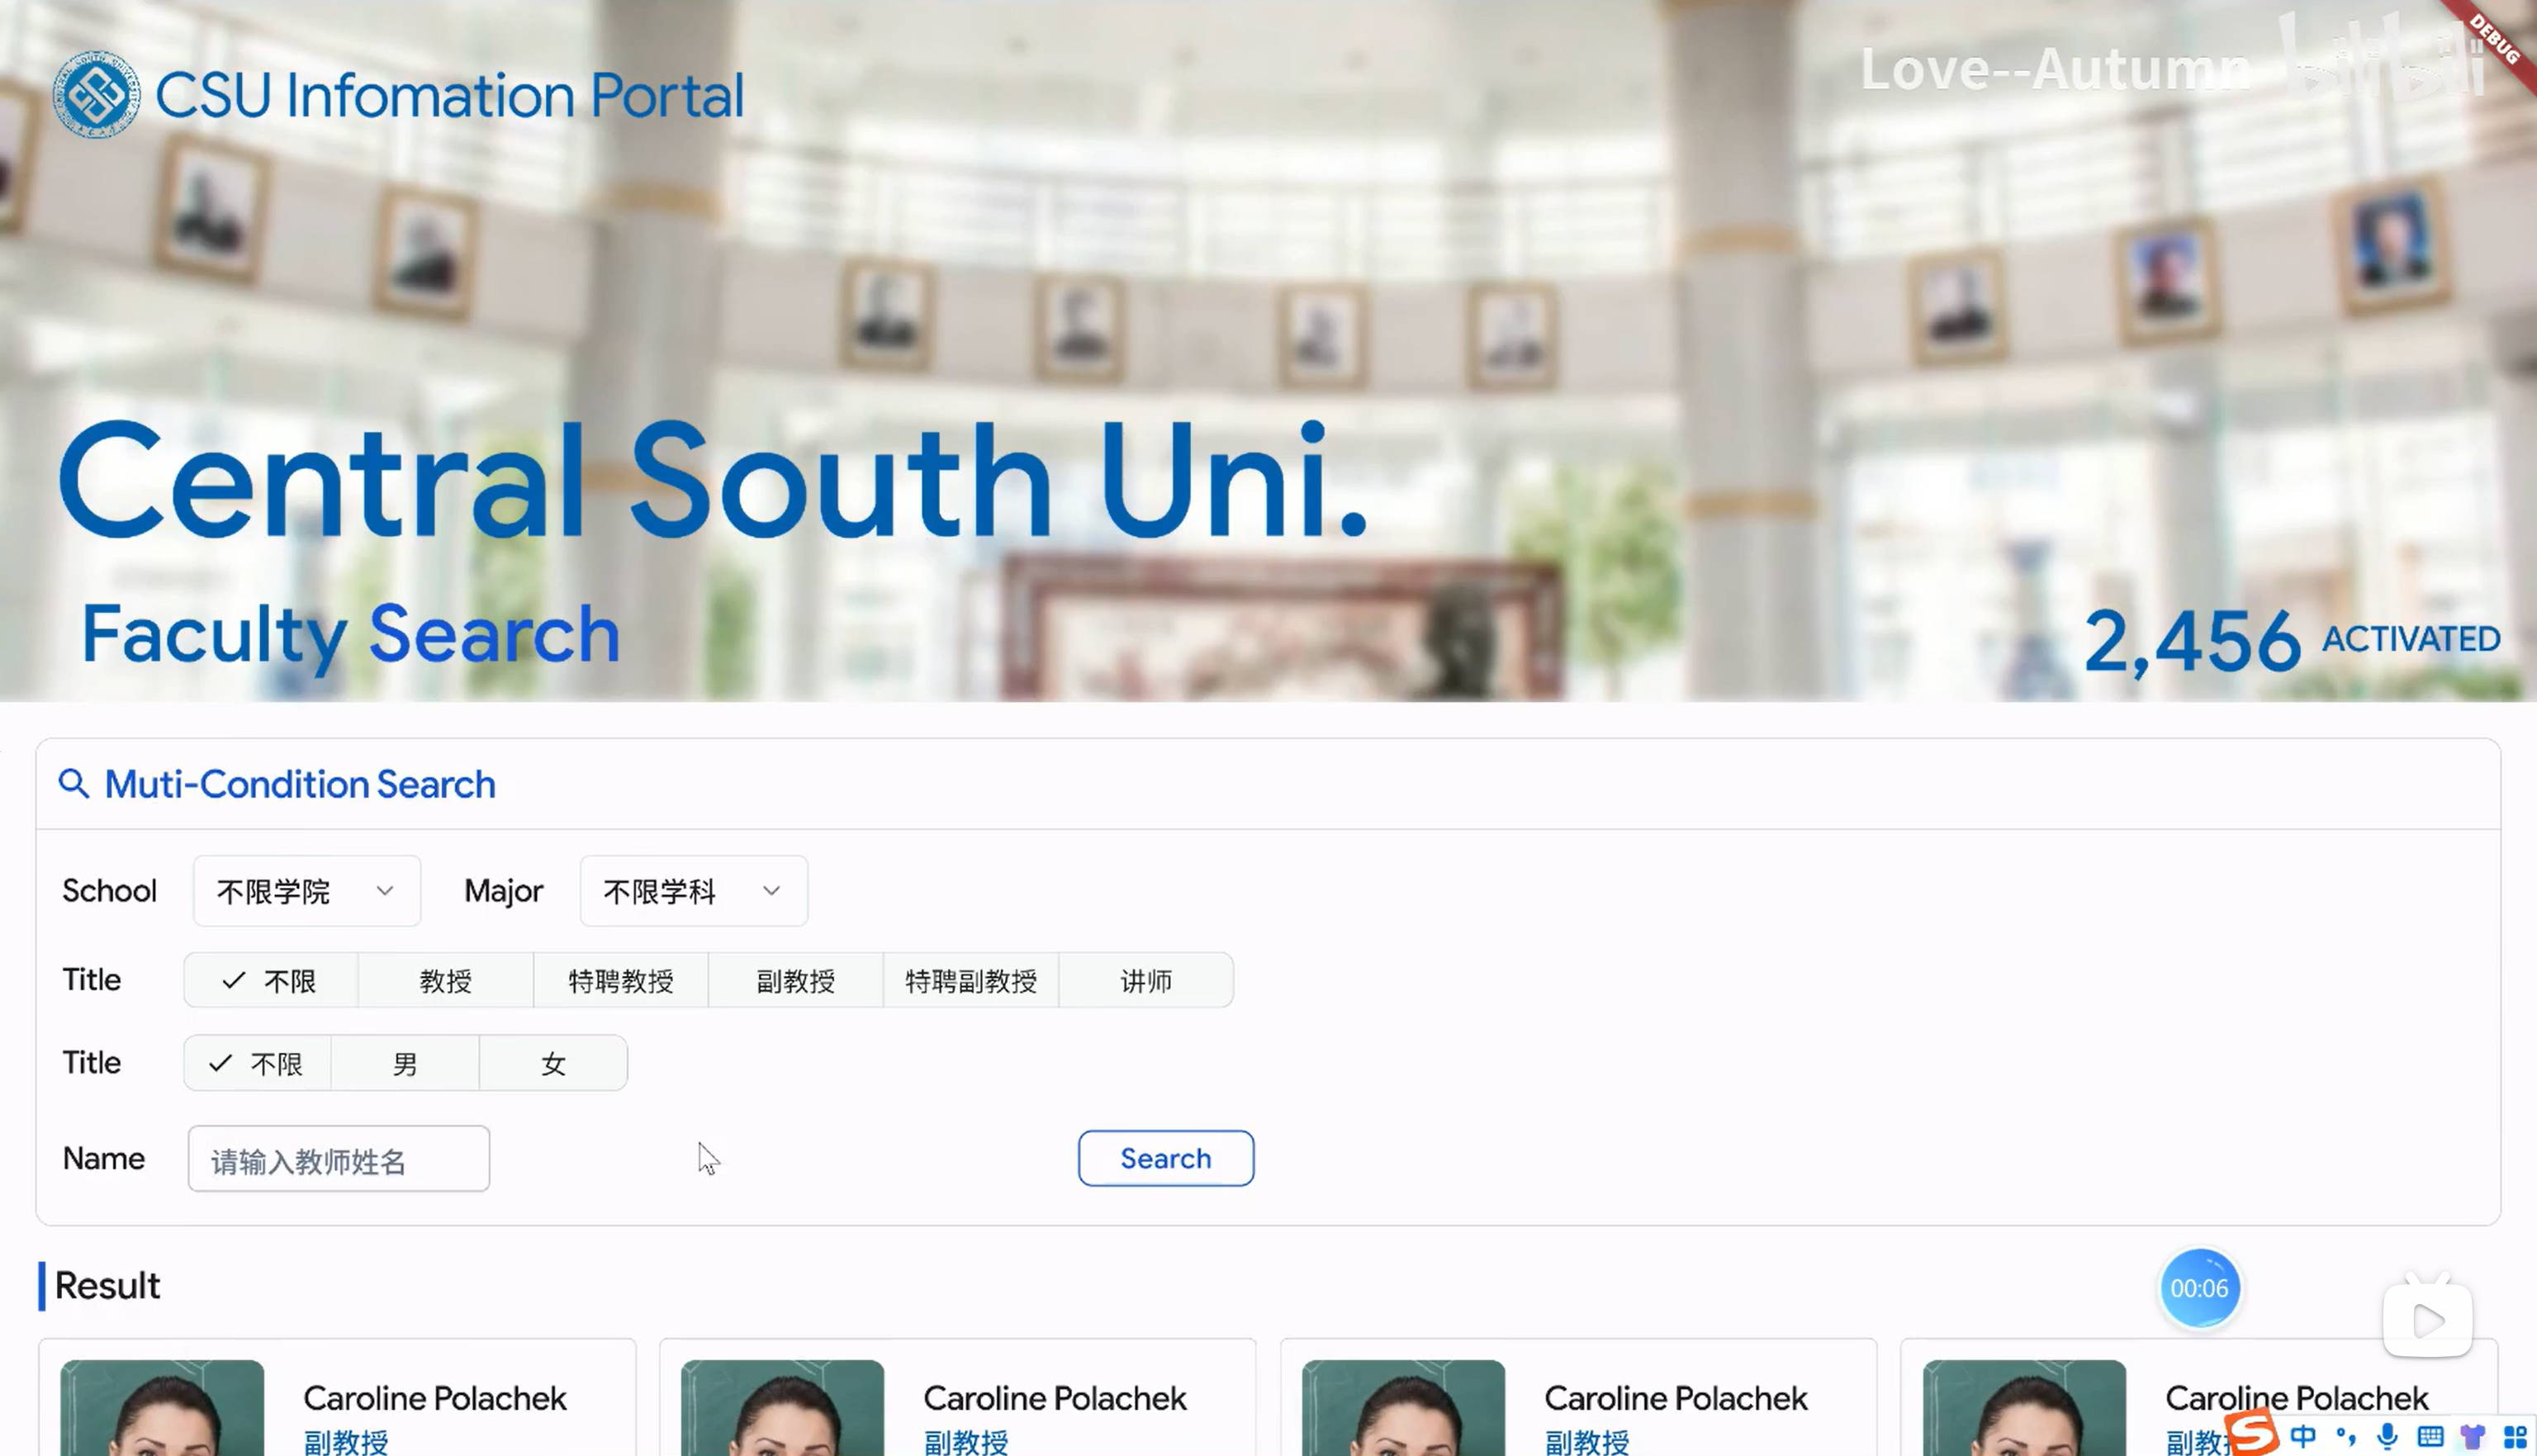 CSU Infomation Portal
Love--Autumn bilibili
DEBUG
Central South Uni.
Faculty Search
2,456 ACTIVATED
Muti-Condition Search
School 不限学院 Major 不限学科
Title 不限 教授 特聘教授 副教授 特聘副教授 讲师
Title 不限 男 女
Name 请输入教师姓名 Search
Result
00:06
Caroline Polachek Caroline Polachek Caroline Polachek Caroline Polachek
副教授 副教授 副教授 副教
中